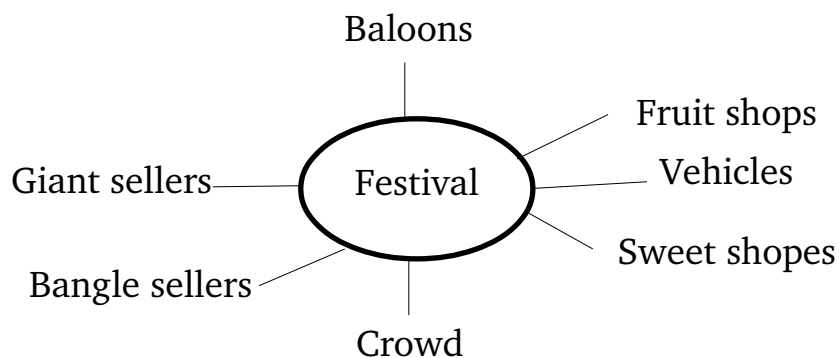 Baloons
Fruit shops
Giant sellers
Festival
Vehicles
Sweet shopes
Bangle sellers
Crowd